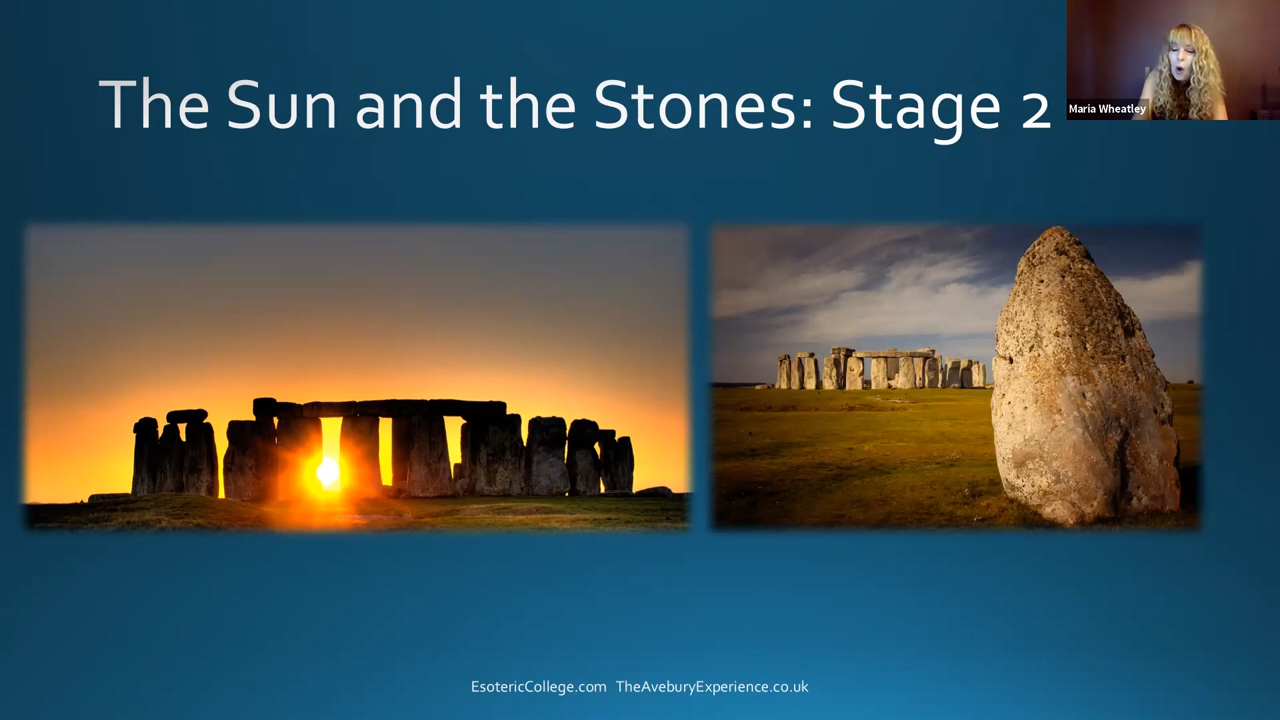 The Sun and the Stones: Stage 2
Maria Wheatley
EsotericCollege.com TheAveburyExperience.co.uk